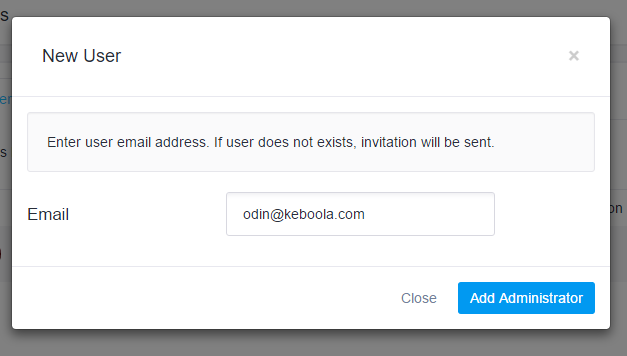 s
New User
×
er
Enter user email address. If user does not exists, invitation will be sent.
s
Email
odin@keboola.com
on
Close
Add Administrator